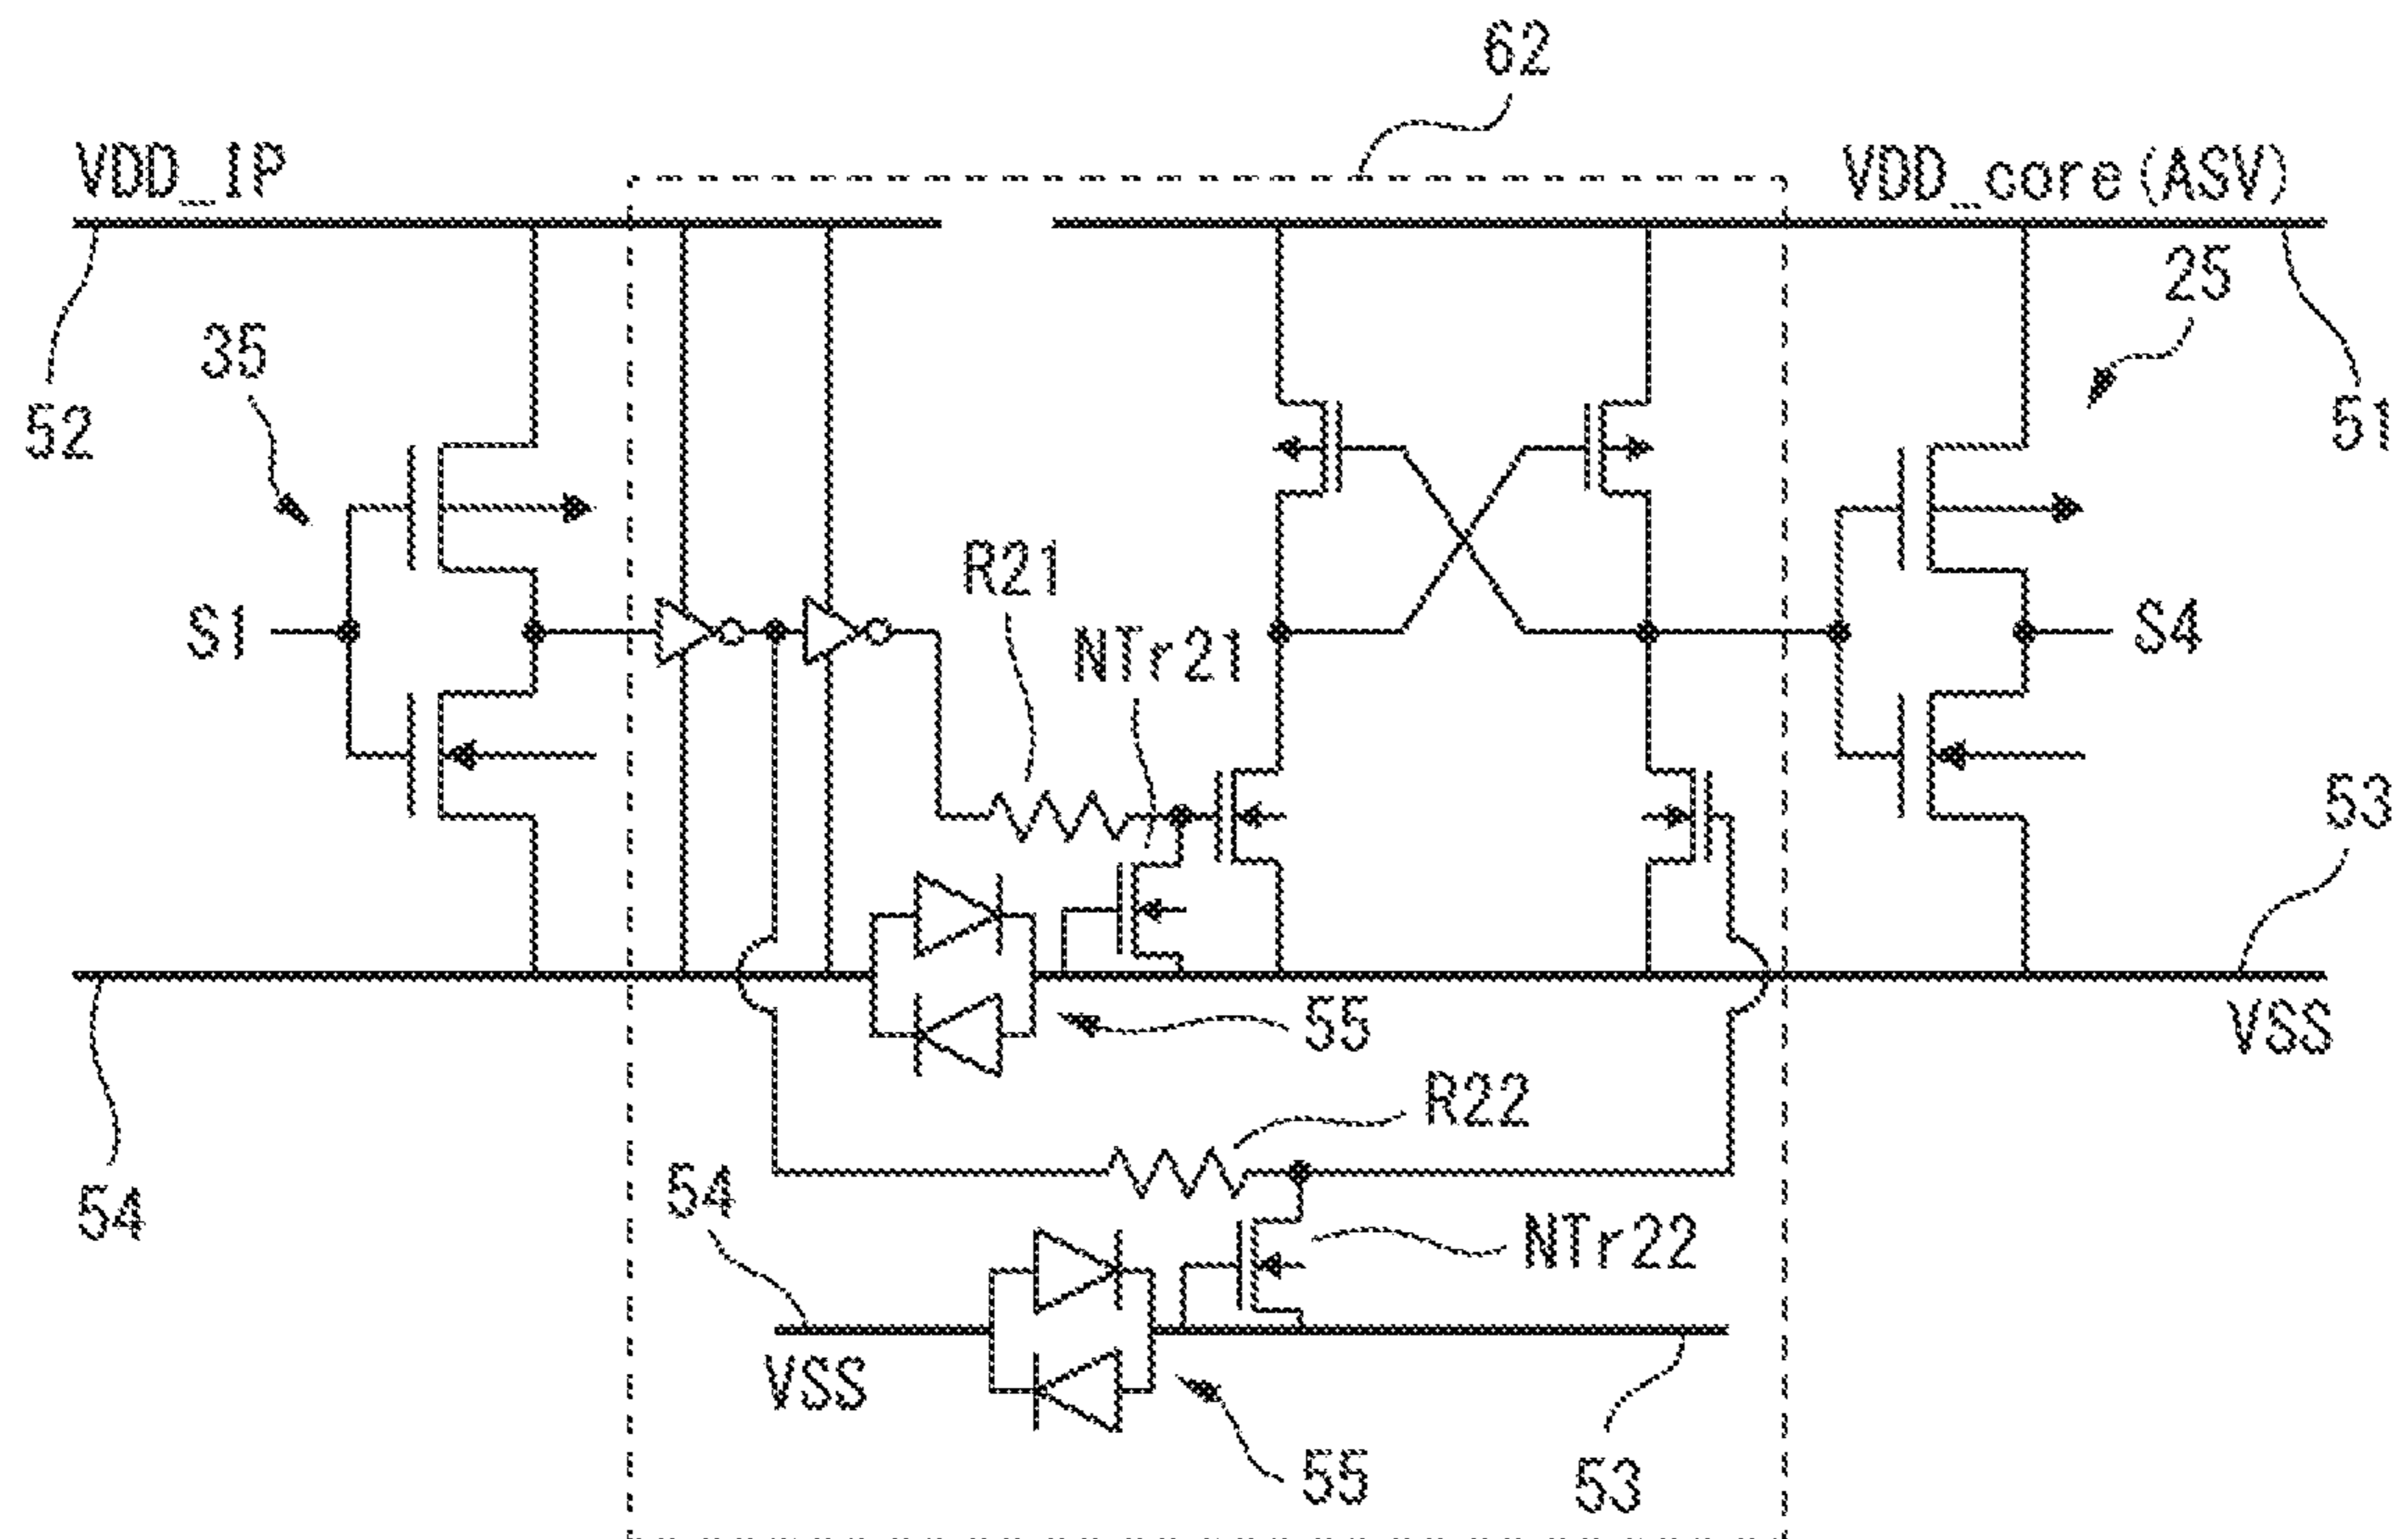 62
VDD_IP
VDD_core(ASV)
25
35
52
51
R21
NTr21
S1
S4
53
55
VSS
R22
54
54
NTr22
VSS
55
53